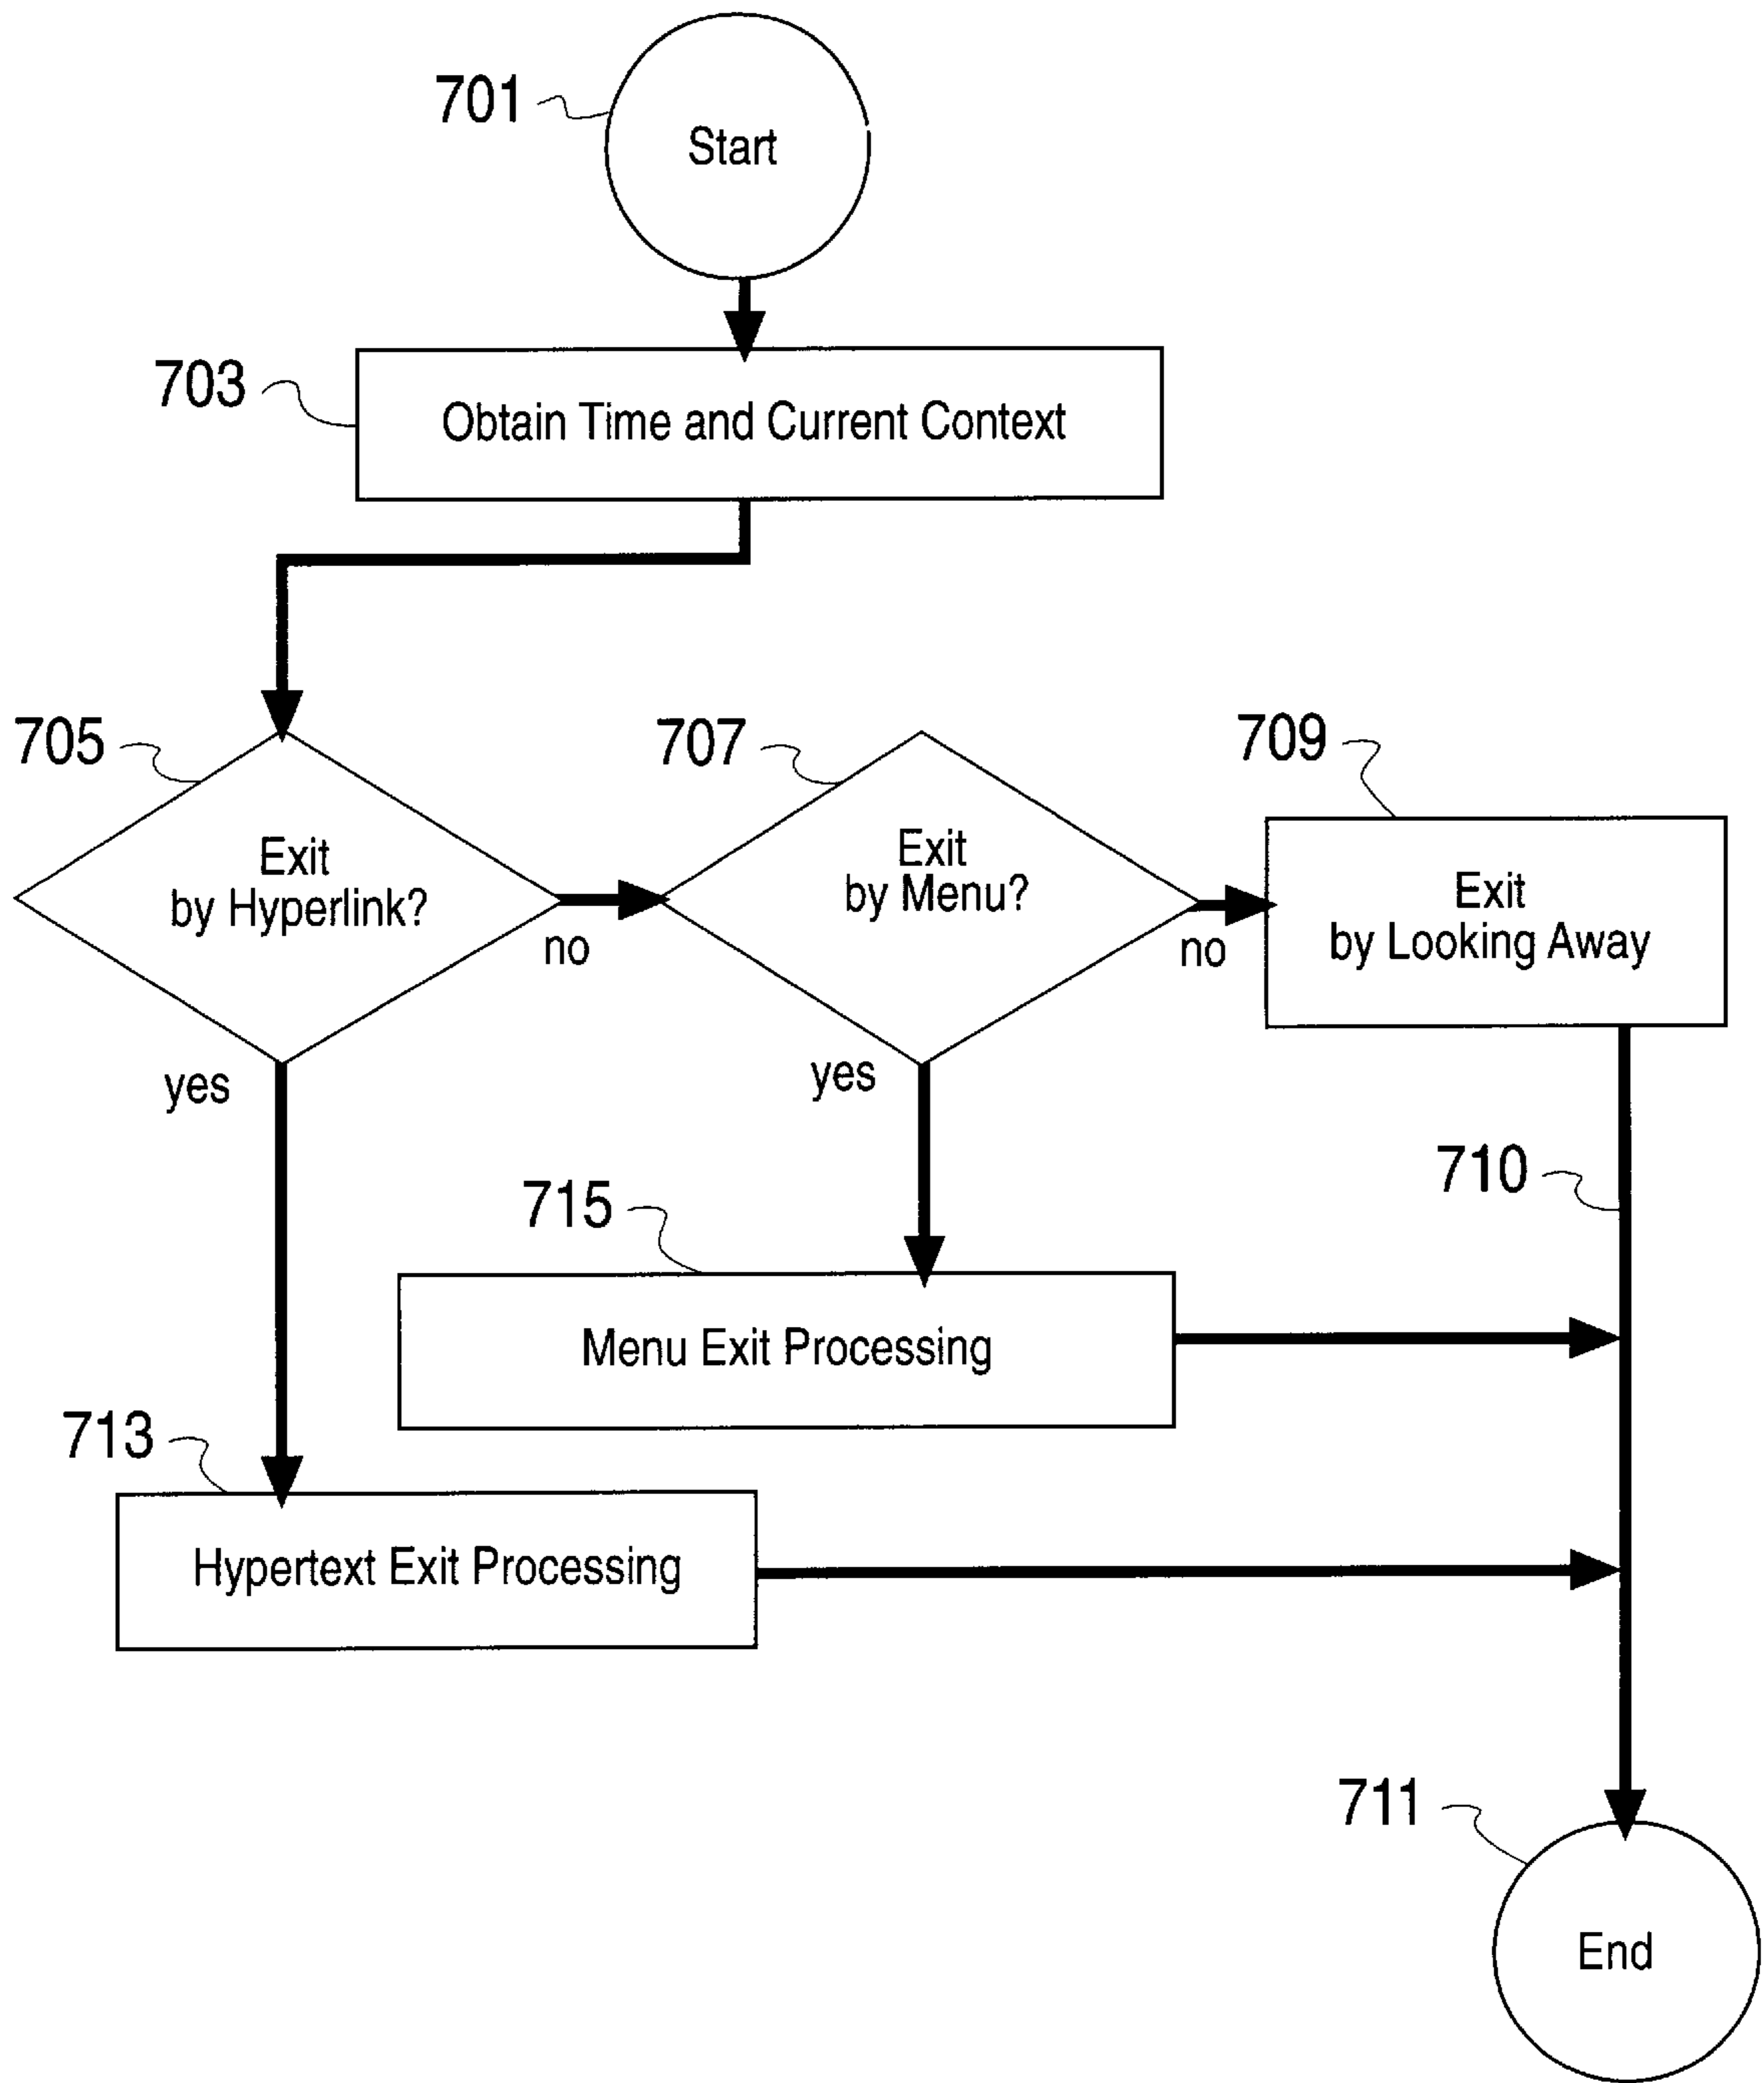 701
Start
703
Obtain Time and Current Context
705
707
709
Exit
by Hyperlink?
Exit
by Menu?
Exit
by Looking Away
no
no
yes
yes
710
715
Menu Exit Processing
713
Hypertext Exit Processing
711
End